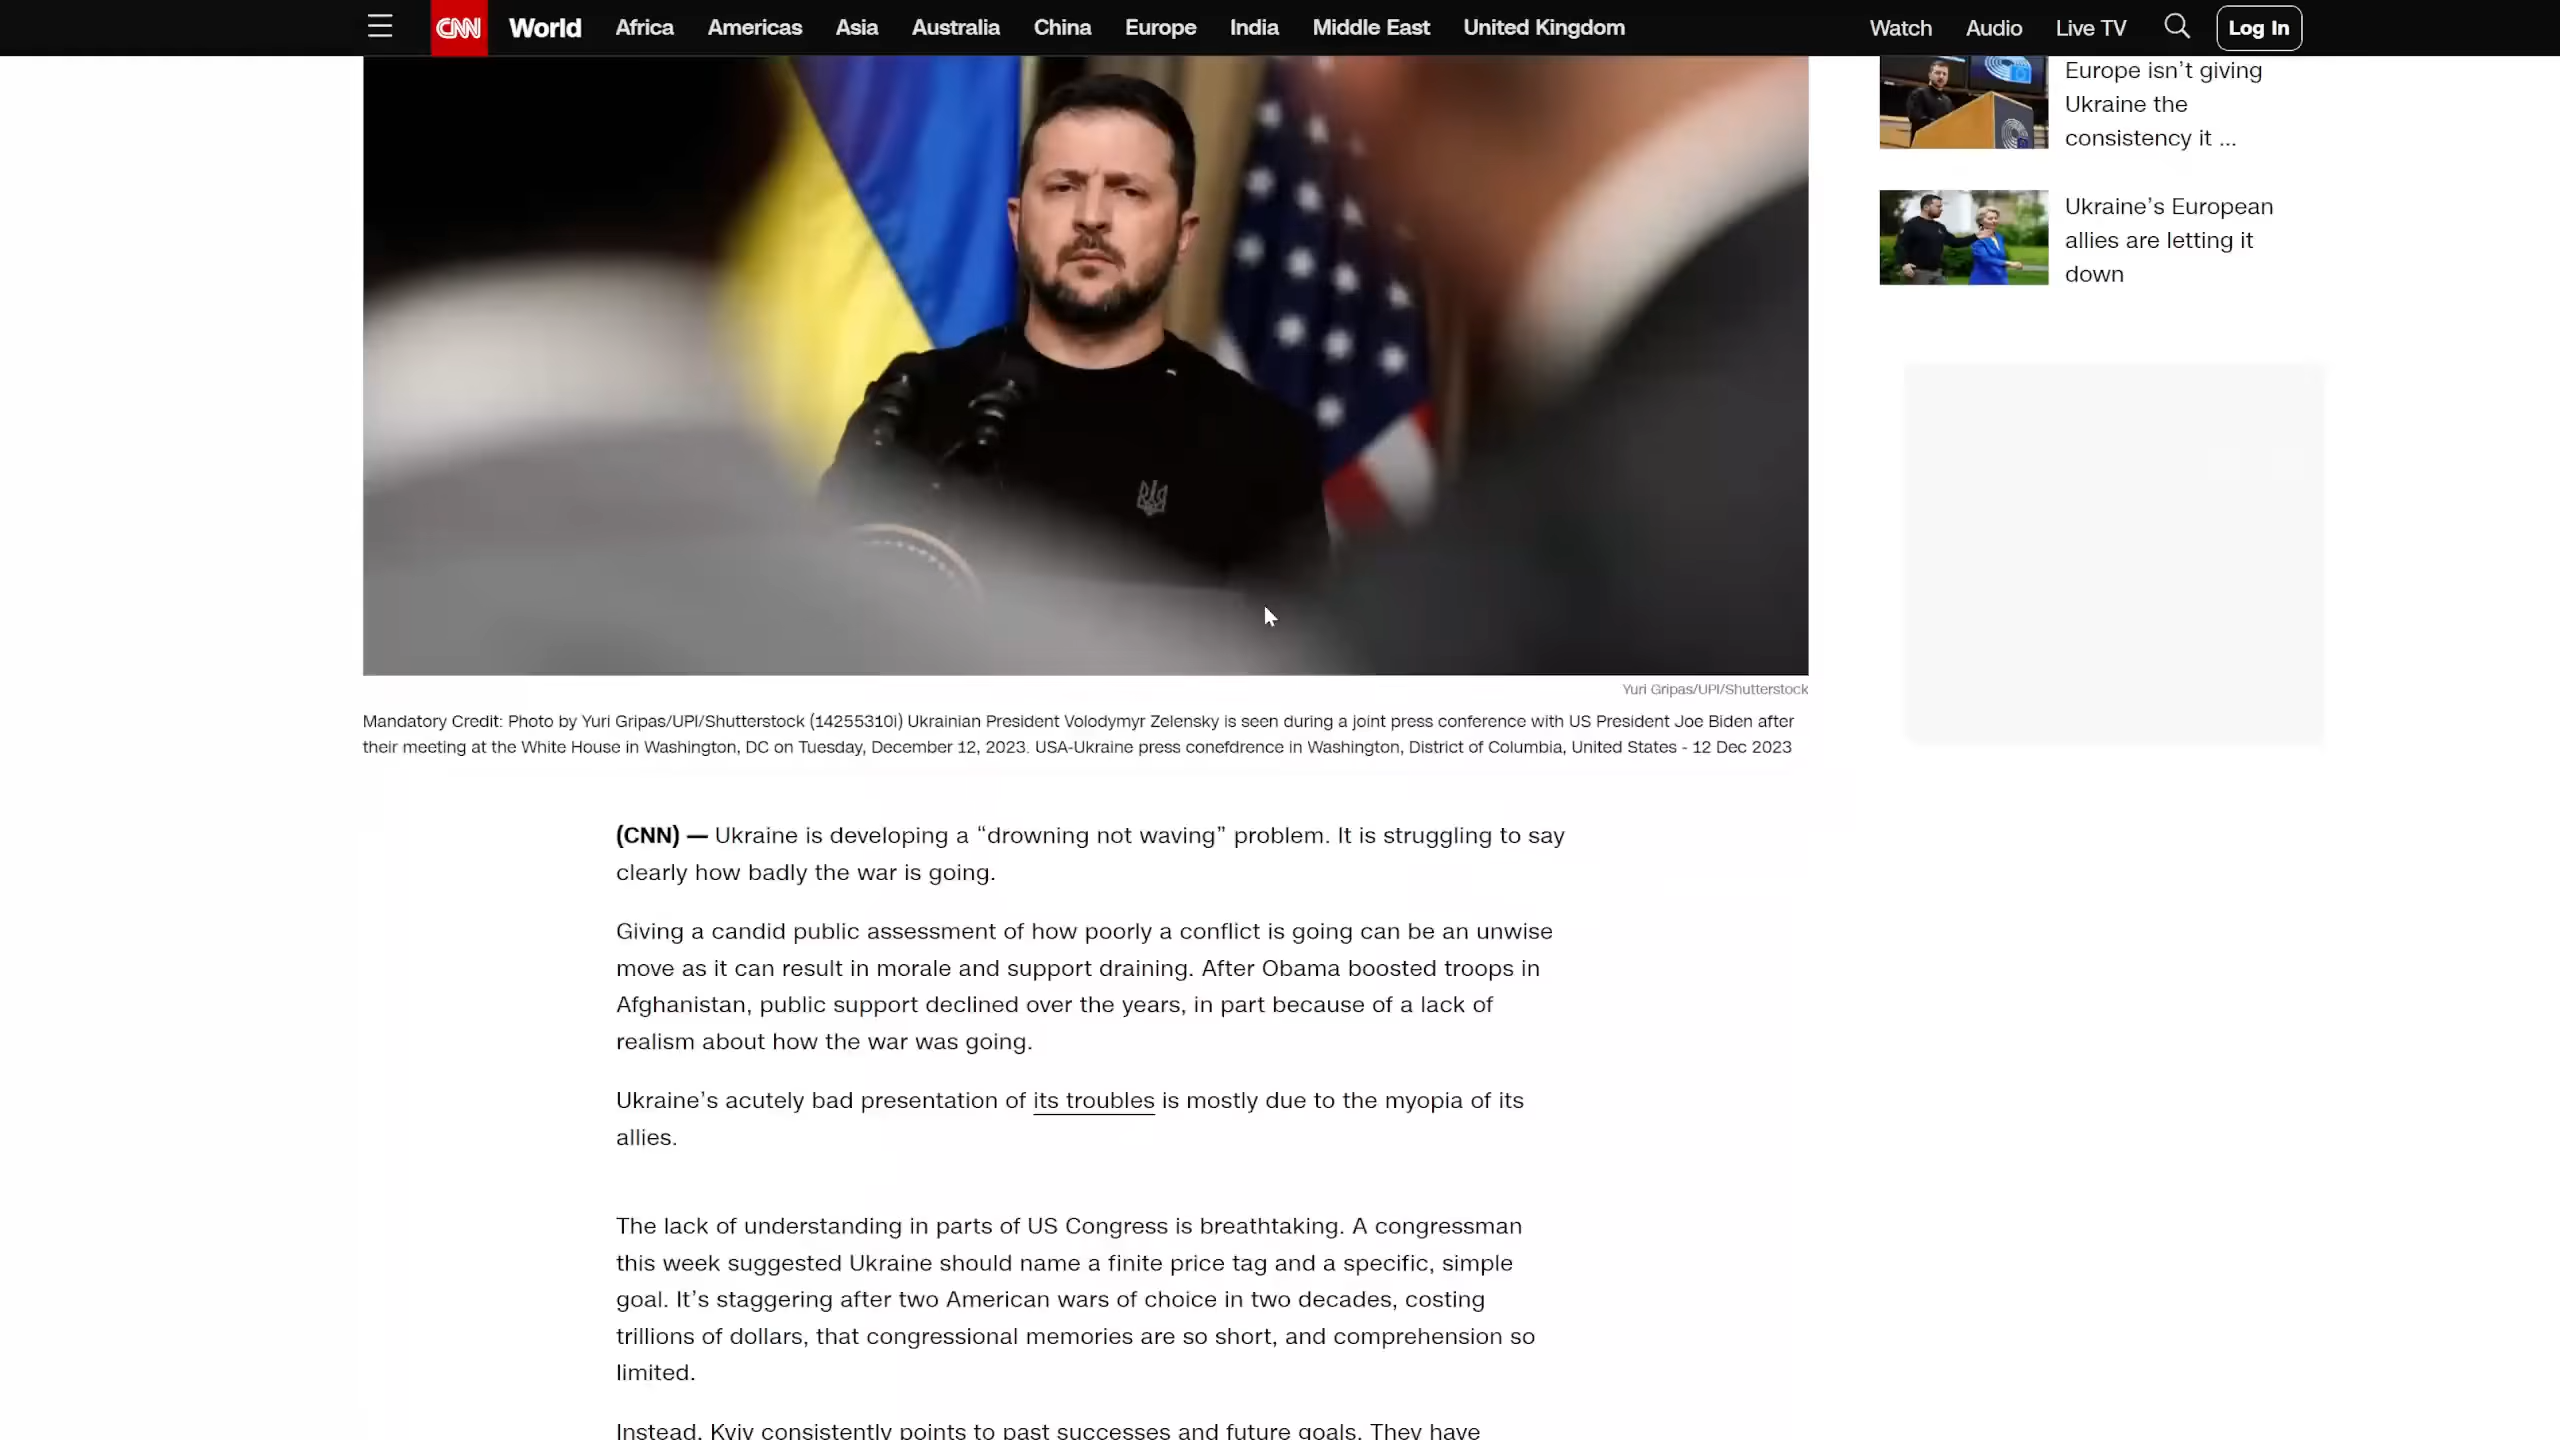 CNN World Africa Americas Asia Australia China Europe India Middle East United Kingdom Watch Audio Live TV Log In
Europe isn’t giving
Ukraine the
consistency it ...
Ukraine’s European
allies are letting it
down
Yuri Gripas/UPI/Shutterstock
Mandatory Credit: Photo by Yuri Gripas/UPI/Shutterstock (14255310i) Ukrainian President Volodymyr Zelensky is seen during a joint press conference with US President Joe Biden after
their meeting at the White House in Washington, DC on Tuesday, December 12, 2023. USA-Ukraine press conefdrence in Washington, District of Columbia, United States - 12 Dec 2023
(CNN) — Ukraine is developing a “drowning not waving” problem. It is struggling to say
clearly how badly the war is going.
Giving a candid public assessment of how poorly a conflict is going can be an unwise
move as it can result in morale and support draining. After Obama boosted troops in
Afghanistan, public support declined over the years, in part because of a lack of
realism about how the war was going.
Ukraine’s acutely bad presentation of its troubles is mostly due to the myopia of its
allies.
The lack of understanding in parts of US Congress is breathtaking. A congressman
this week suggested Ukraine should name a finite price tag and a specific, simple
goal. It’s staggering after two American wars of choice in two decades, costing
trillions of dollars, that congressional memories are so short, and comprehension so
limited.
Instead, Kyiv consistently points to past successes and future goals. They have